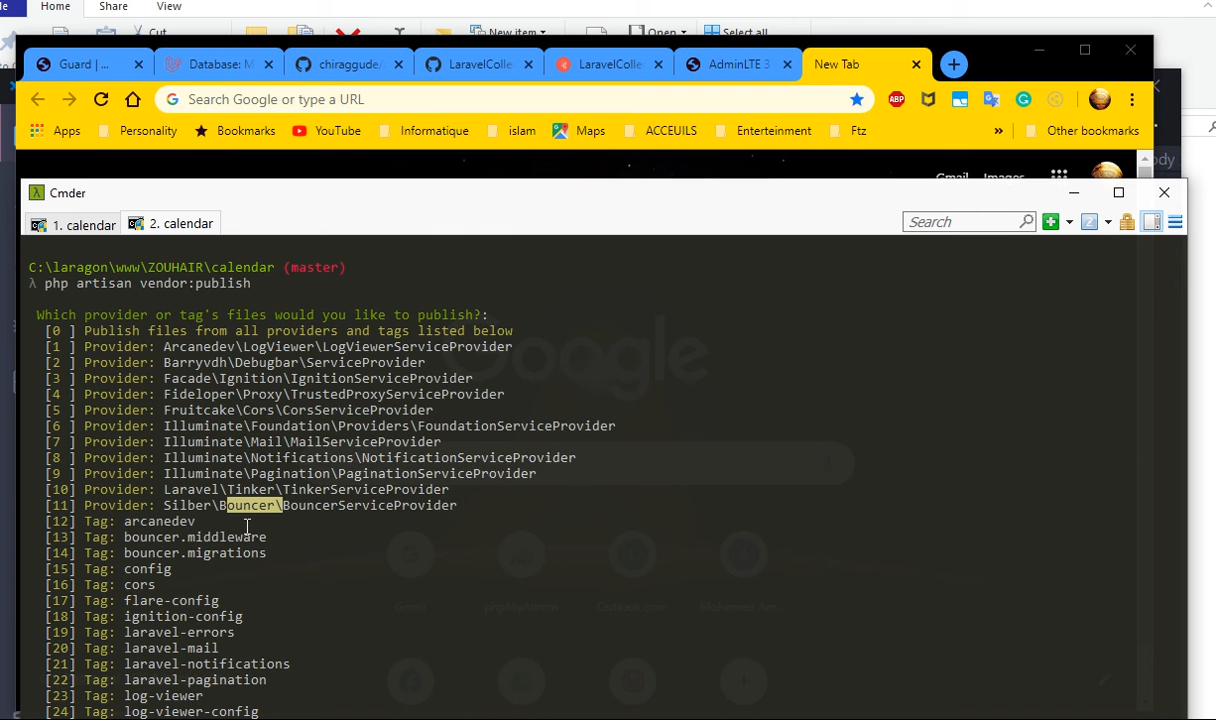 Home Share View
Cut New item Open Select all
Guard | ... Database: M LaravelColle LaravelColle AdminLTE 3 New Tab
Search Google or type a URL
Apps Personality Bookmarks YouTube Informatique islam Maps ACCEUILS Enterteinment Ftz » Other bookmarks
Gmail Images
Cmder
1. calendar 2. calendar Search
C:\laragon\www\ZOUHAIR\calendar (master)
λ php artisan vendor:publish
Which provider or tag's files would you like to publish?:
[0 ] Publish files from all providers and tags listed below
[1 ] Provider: Arcanedev\LogViewer\LogViewerServiceProvider
[2 ] Provider: Barryvdh\Debugbar\ServiceProvider
[3 ] Provider: Facade\Ignition\IgnitionServiceProvider
[4 ] Provider: Fideloper\Proxy\TrustedProxyServiceProvider
[5 ] Provider: Fruitcake\Cors\CorsServiceProvider
[6 ] Provider: Illuminate\Foundation\Providers\FoundationServiceProvider
[7 ] Provider: Illuminate\Mail\MailServiceProvider
[8 ] Provider: Illuminate\Notifications\NotificationServiceProvider
[9 ] Provider: Illuminate\Pagination\PaginationServiceProvider
[10] Provider: Laravel\Tinker\TinkerServiceProvider
[11] Provider: Silber\Bouncer\BouncerServiceProvider
[12] Tag: arcanedev
[13] Tag: bouncer.middleware
[14] Tag: bouncer.migrations
[15] Tag: config
[16] Tag: cors
[17] Tag: flare-config
[18] Tag: ignition-config
[19] Tag: laravel-errors
[20] Tag: laravel-mail
[21] Tag: laravel-notifications
[22] Tag: laravel-pagination
[23] Tag: log-viewer
[24] Tag: log-viewer-config
Google